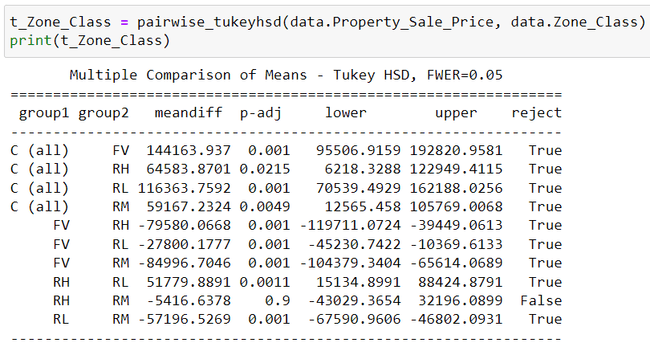 t_Zone_Class = pairwise_tukeyhsd(data.Property_Sale_Price, data.Zone_Class)
print(t_Zone_Class)
Multiple Comparison of Means - Tukey HSD, FWER=0.05
==================================================================
group1 group2 meandiff p-adj lower upper reject
------------------------------------------------------------------
C (all) FV 144163.937 0.001 95506.9159 192820.9581 True
C (all) RH 64583.8701 0.0215 6218.3288 122949.4115 True
C (all) RL 116363.7592 0.001 70539.4929 162188.0256 True
C (all) RM 59167.2324 0.0049 12565.458 105769.0068 True
FV RH -79580.0668 0.001 -119711.0724 -39449.0613 True
FV RL -27800.1777 0.001 -45230.7422 -10369.6133 True
FV RM -84996.7046 0.001 -104379.3404 -65614.0689 True
RH RL 51779.8891 0.0011 15134.8991 88424.8791 True
RH RM -5416.6378 0.9 -43029.3654 32196.0899 False
RL RM -57196.5269 0.001 -67590.9606 -46802.0931 True
------------------------------------------------------------------